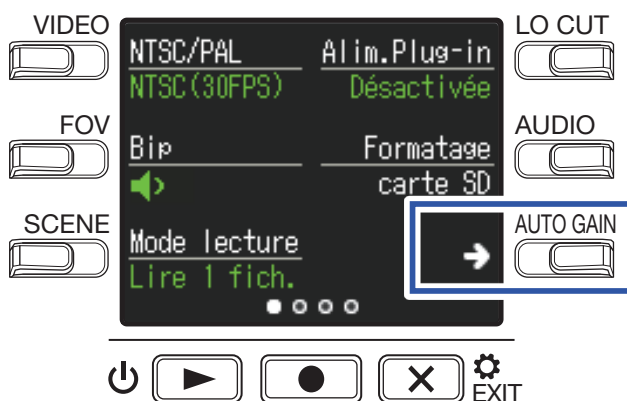 VIDEO
LO CUT
NTSC/PAL
Alim.Plug-in
NTSC(30FPS)
Désactivée
FOV
AUDIO
Bip
Formatage
carte SD
SCENE
AUTO GAIN
Mode lecture
Lire 1 fich.
EXIT